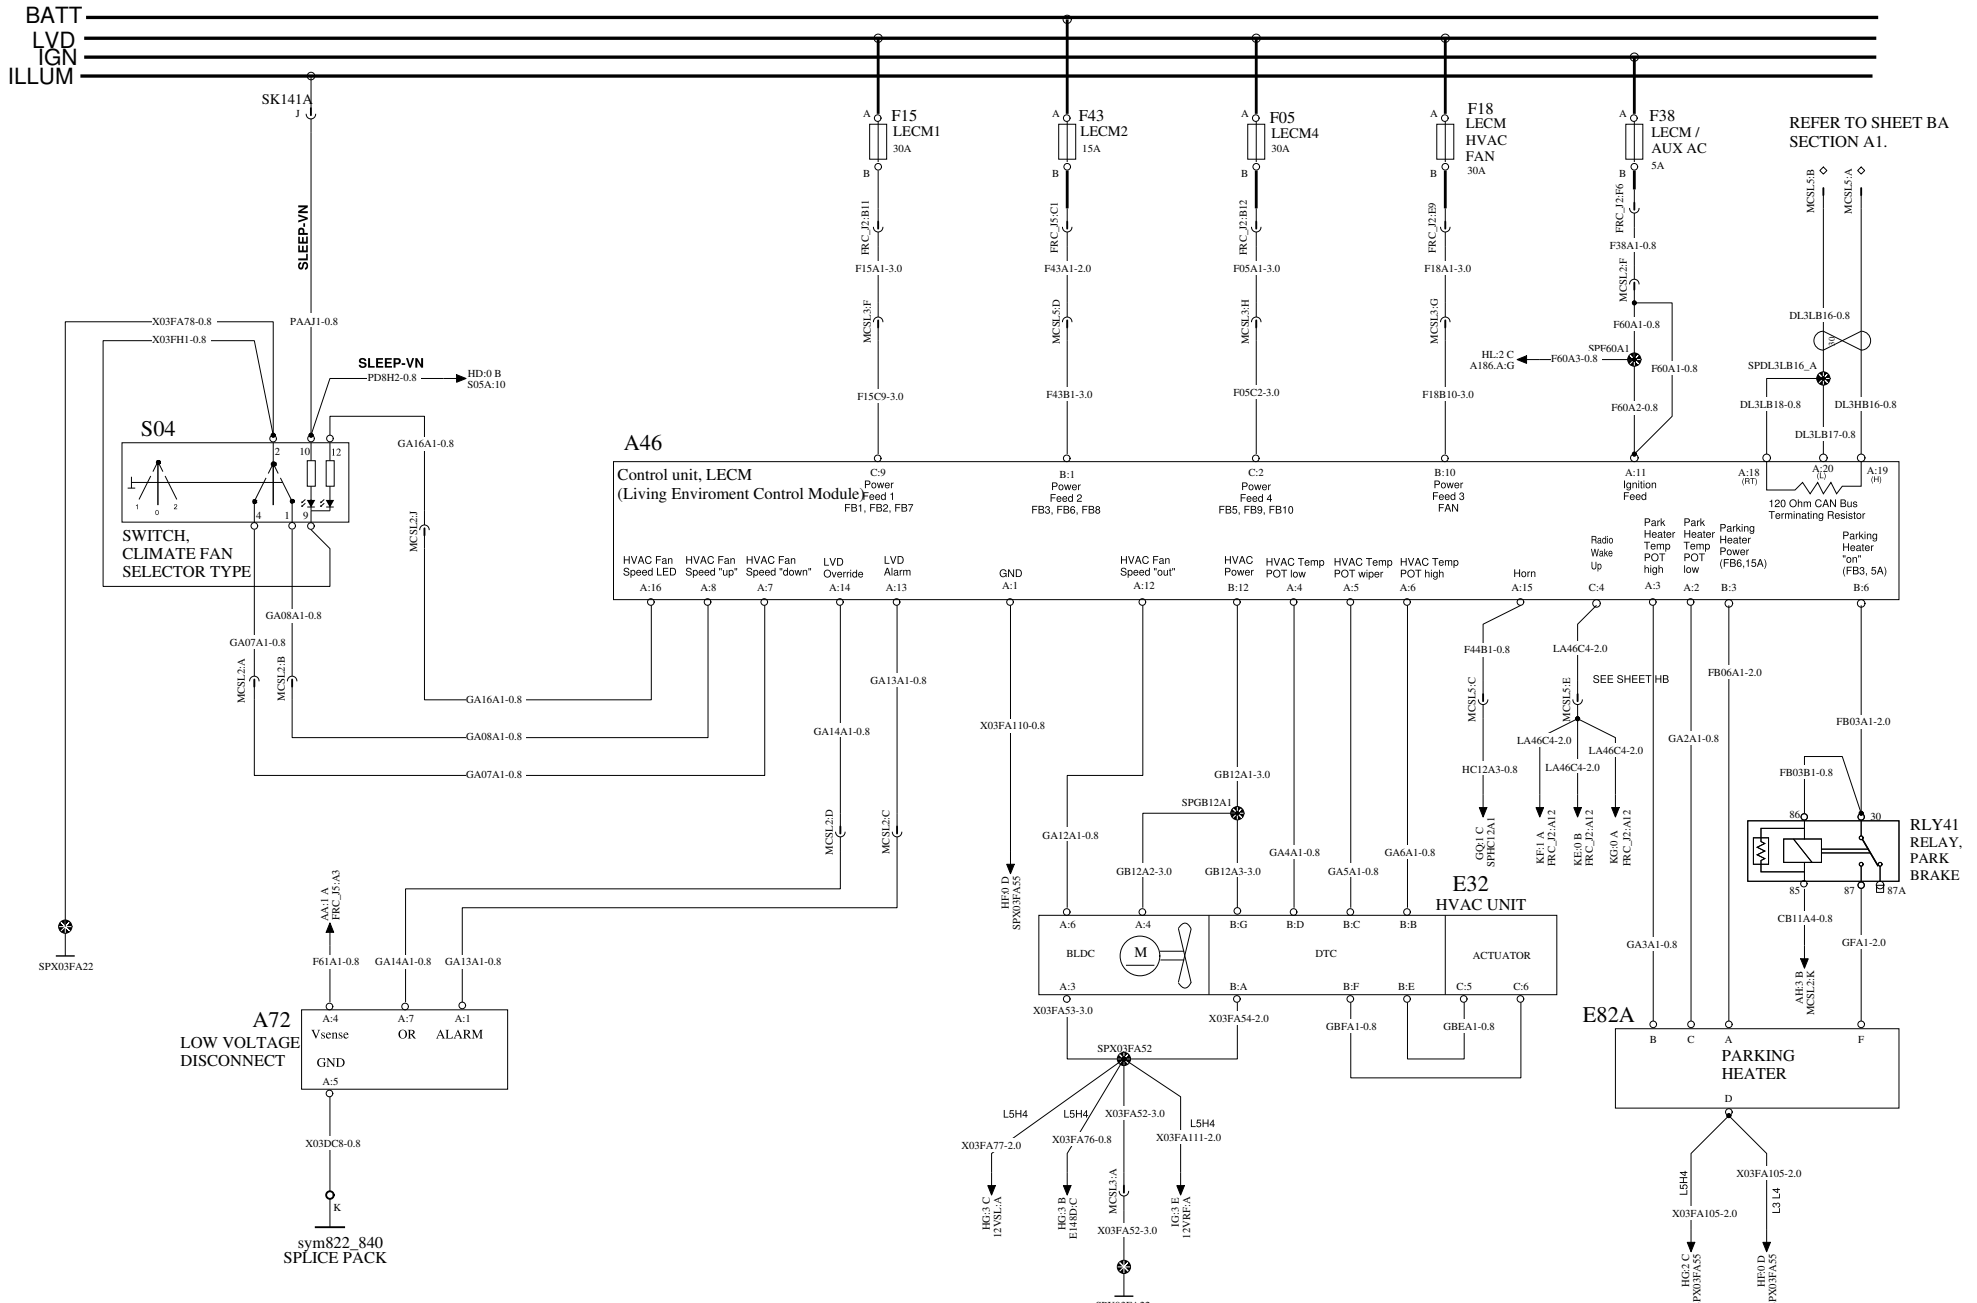 BATT
LVD
IGN
ILLUM
SK141A
J
SLEEP-VN
PAAJ1-0.8
X03FA78-0.8
X03FH1-0.8
SLEEP-VN
PD8H2-0.8
HD:0 B
S05A:10
S04
2
10
12
1
0
2
4
1
9
SWITCH,
CLIMATE FAN
SELECTOR TYPE
GA16A1-0.8
MCSL2:J
GA08A1-0.8
GA07A1-0.8
MCSL2:A
MCSL2:B
GA16A1-0.8
GA08A1-0.8
GA07A1-0.8
SPX03FA22
A
F15
LECM1
30A
B
FRC_J2:B11
F15A1-3.0
MCSL3:F
F15C9-3.0
A
F43
LECM2
15A
B
FRC_J5:C1
F43A1-2.0
MCSL5:D
F43B1-3.0
A
F05
LECM4
30A
B
FRC_J2:B12
F05A1-3.0
MCSL3:H
F05C2-3.0
A
F18
LECM
HVAC
FAN
30A
B
FRC_J2:E9
F18A1-3.0
MCSL3:G
F18B10-3.0
A
F38
LECM /
AUX AC
5A
B
FRC_J2:F6
F38A1-0.8
MCSL2:F
F60A1-0.8
SPF60A1
HL:2 C
A186.A:G
F60A3-0.8
F60A1-0.8
F60A2-0.8
REFER TO SHEET BA
SECTION A1.
MCSL5:B
MCSL5:A
DL3LB16-0.8
30
SPDL3LB16_A
DL3LB18-0.8
DL3HB16-0.8
DL3LB17-0.8
A46
Control unit, LECM
(Living Enviroment Control Module)
C:9
Power
Feed 1
FB1, FB2, FB7
B:1
Power
Feed 2
FB3, FB6, FB8
C:2
Power
Feed 4
FB5, FB9, FB10
B:10
Power
Feed 3
FAN
A:11
Ignition
Feed
A:18
(RT)
A:20
(L)
A:19
(H)
120 Ohm CAN Bus
Terminating Resistor
HVAC Fan
Speed LED
A:16
HVAC Fan
Speed "up"
A:8
HVAC Fan
Speed "down"
A:7
LVD
Override
A:14
LVD
Alarm
A:13
GND
A:1
HVAC Fan
Speed "out"
A:12
HVAC
Power
B:12
HVAC Temp
POT low
A:4
HVAC Temp
POT wiper
A:5
HVAC Temp
POT high
A:6
Horn
A:15
Radio
Wake
Up
C:4
Park
Heater
Temp
POT
high
A:3
Park
Heater
Temp
POT
low
A:2
Parking
Heater
Power
(FB6,15A)
B:3
Parking
Heater
"on"
(FB3, 5A)
B:6
GA13A1-0.8
GA14A1-0.8
MCSL2:D
MCSL2:C
X03FA110-0.8
HF:0 D
SPX03FA55
GA12A1-0.8
GB12A1-3.0
SPGB12A1
GB12A2-3.0
GB12A3-3.0
GA4A1-0.8
GA5A1-0.8
GA6A1-0.8
F44B1-0.8
MCSL5:C
HC12A3-0.8
GQ:1 C
SPHC12A1
LA46C4-2.0
SEE SHEET HB
MCSL5:E
LA46C4-2.0
LA46C4-2.0
LA46C4-2.0
KF:1 A
FRC_J2:A12
KE:0 B
FRC_J2:A12
KG:0 A
FRC_J2:A12
FB06A1-2.0
GA2A1-0.8
GA3A1-0.8
FB03A1-2.0
FB03B1-0.8
86
30
85
87
87A
RLY41
RELAY,
PARK
BRAKE
CB11A4-0.8
GFA1-2.0
AH:3 B
MCSL2:K
AA:1 A
FRC_J5:A3
F61A1-0.8
GA14A1-0.8
GA13A1-0.8
A72
LOW VOLTAGE
DISCONNECT
A:4
Vsense
A:7
OR
A:1
ALARM
GND
A:5
X03DC8-0.8
K
sym822_840
SPLICE PACK
E32
HVAC UNIT
A:6
A:4
B:G
B:D
B:C
B:B
BLDC
M
DTC
ACTUATOR
A:3
B:A
B:F
B:E
C:5
C:6
X03FA53-3.0
X03FA54-2.0
GBFA1-0.8
GBEA1-0.8
SPX03FA52
L5H4
L5H4
X03FA52-3.0
L5H4
X03FA77-2.0
X03FA76-0.8
X03FA111-2.0
HG:3 C
12VSL:A
HG:3 B
E148D:C
MCSL3:A
IG:3 E
12VRF:A
X03FA52-3.0
E82A
B
C
A
F
PARKING
HEATER
D
L5H4
X03FA105-2.0
X03FA105-2.0
L3 L4
HG:2 C
PX03FA55
HF:0 D
PX03FA55